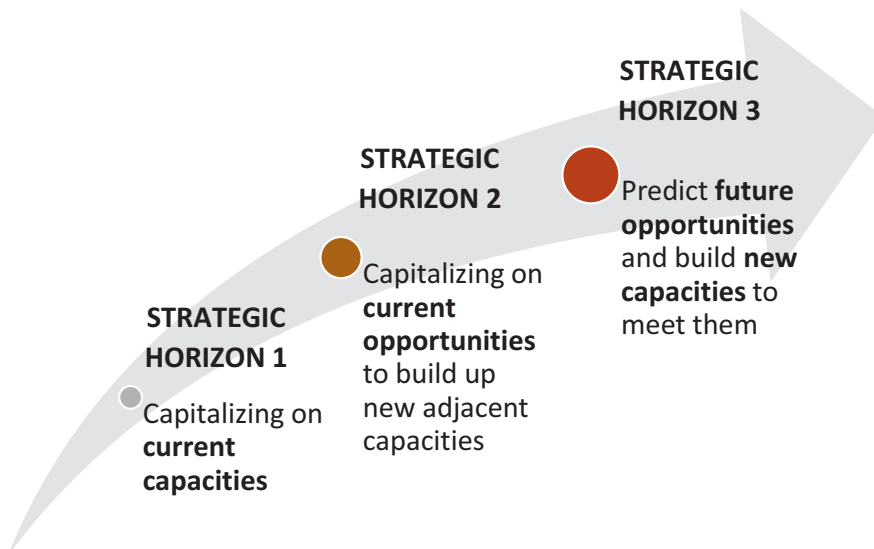 STRATEGIC
HORIZON 1
Capitalizing on
current
capacities
STRATEGIC
HORIZON 2
Capitalizing on
current
opportunities
to build up
new adjacent
capacities
STRATEGIC
HORIZON 3
Predict future
opportunities
and build new
capacities to
meet them